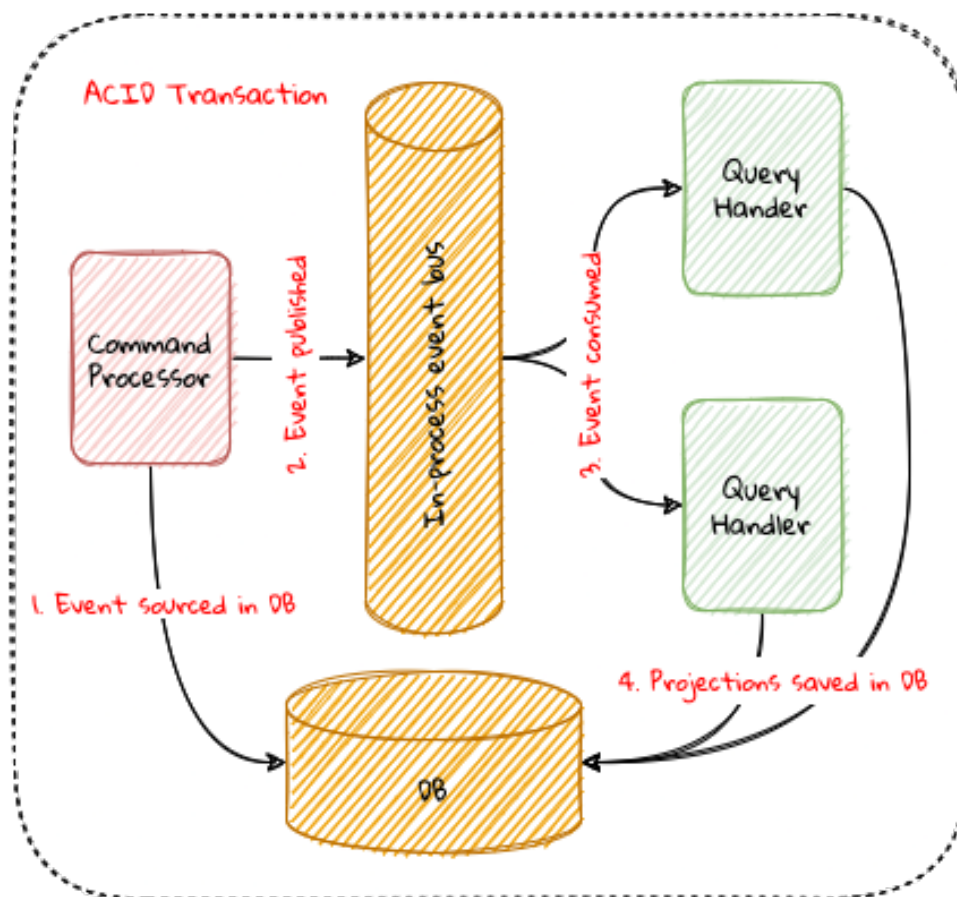 ACID Transaction
Query
Hander
Command
Processor
2. Event published
In-process event bus
3. Event consumed
Query
Handler
1. Event sourced in DB
4. Projections saved in DB
DB